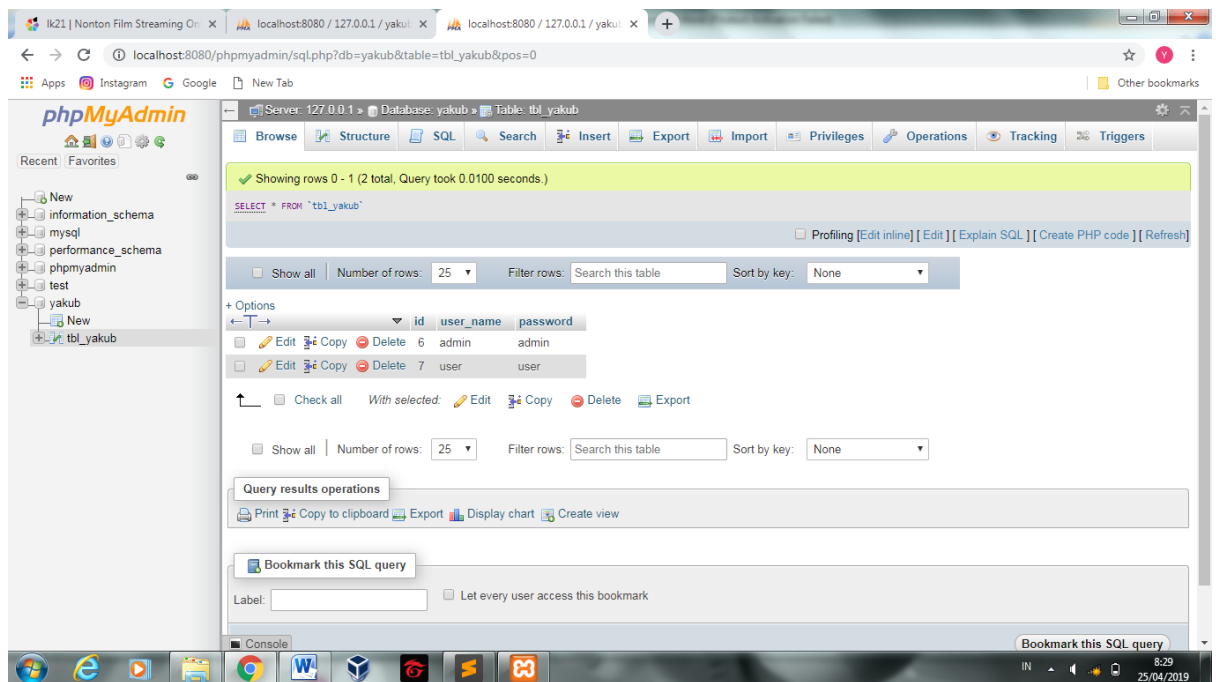 lk21 | Nonton Film Streaming On
localhost:8080 / 127.0.0.1 / yakub
localhost:8080 / 127.0.0.1 / yakub
localhost:8080/phpmyadmin/sql.php?db=yakub&table=tbl_yakub&pos=0
Y
Apps Instagram G Google New Tab Other bookmarks
phpMyAdmin
Recent Favorites
New
information_schema
mysql
performance_schema
phpmyadmin
test
yakub
New
tbl_yakub
Server: 127.0.0.1 » Database: yakub » Table: tbl_yakub
Browse Structure SQL Search Insert Export Import Privileges Operations Tracking Triggers
Showing rows 0 - 1 (2 total, Query took 0.0100 seconds.)
SELECT * FROM `tbl_yakub`
Profiling [Edit inline] [ Edit ] [ Explain SQL ] [ Create PHP code ] [ Refresh]
Show all | Number of rows: 25 Filter rows: Search this table Sort by key: None
+ Options
←T→ id user_name password
Edit Copy Delete 6 admin admin
Edit Copy Delete 7 user user
Check all With selected: Edit Copy Delete Export
Show all | Number of rows: 25 Filter rows: Search this table Sort by key: None
Query results operations
Print Copy to clipboard Export Display chart Create view
Bookmark this SQL query
Label: Let every user access this bookmark
Console
Bookmark this SQL query
IN
8:29
25/04/2019